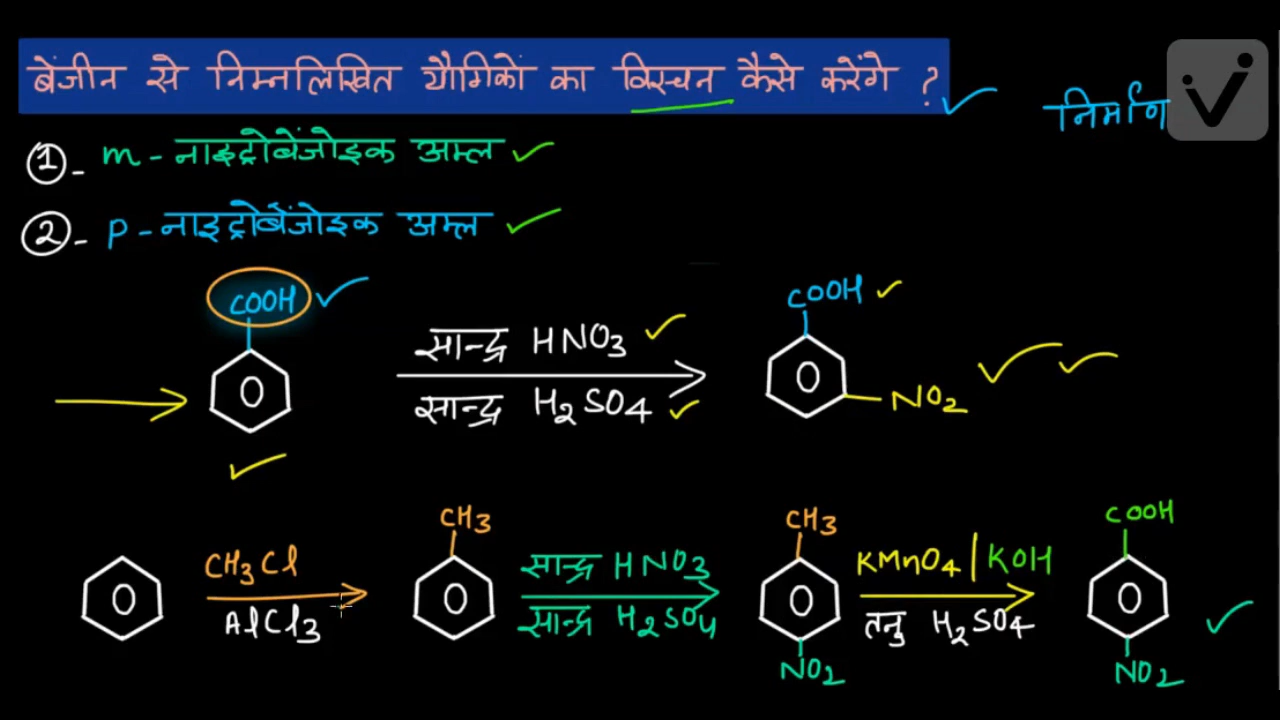 बेंजीन से निम्नलिखित यौगिकों का विरचन कैसे करेंगे ?
निर्माण
① - m - नाइट्रोबेंजोइक अम्ल
② - p - नाइट्रोबेंजोइक अम्ल
COOH
COOH
सान्द्र HNO3
सान्द्र H2SO4
NO2
CH3
CH3
COOH
CH3Cl
सान्द्र HNO3
KMnO4 | KOH
AlCl3
सान्द्र H2SO4
तनु H2SO4
NO2
NO2